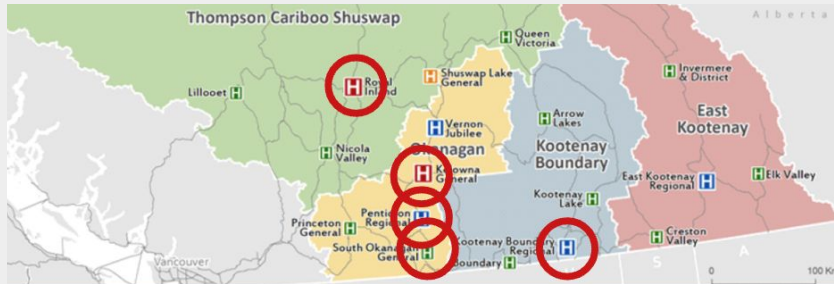 Thompson Cariboo Shuswap
Alberta
Queen
Victoria
H
H
Royal
Inland
H
Shuswap Lake
General
H
Invermere
& District
Lillooet
H
H
Arrow
Lakes
East
Kootenay
H
Vernon
Jubilee
Okanagan
Kootenay
Boundary
Nicola
Valley
H
H
Kelowna
General
East Kootenay
Regional
H
H
Elk Valley
Kootenay
Lake
H
Penticton
Regional
H
Princeton
General
H
South Okanagan
General
H
Kootenay Boundary
Regional
H
Creston
Valley
H
Boundary
H
Vancouver
S
A
0
100 K